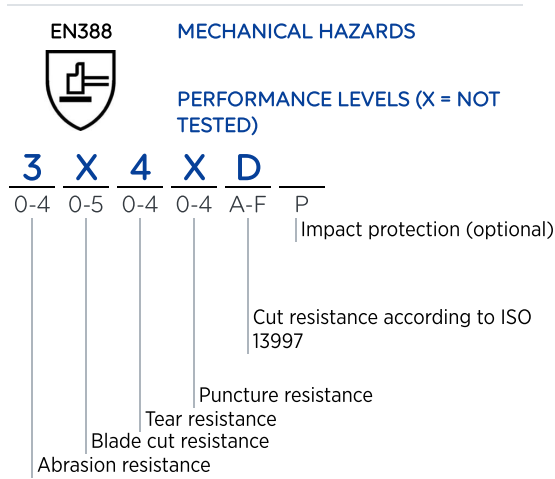 EN388
MECHANICAL HAZARDS
PERFORMANCE LEVELS (X = NOT
TESTED)
3 X 4 X D
0-4 0-5 0-4 0-4 A-F P
Impact protection (optional)
Cut resistance according to ISO
13997
Puncture resistance
Tear resistance
Blade cut resistance
Abrasion resistance